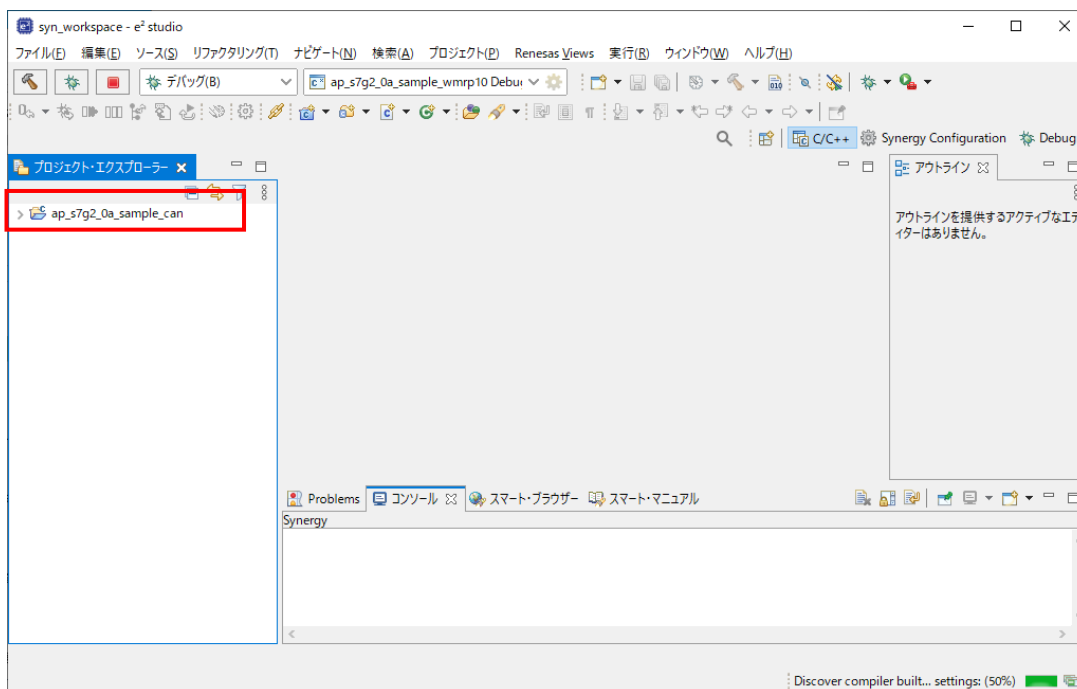 syn_workspace - e² studio
ファイル(F) 編集(E) ソース(S) リファクタリング(T) ナビゲート(N) 検索(A) プロジェクト(P) Renesas Views 実行(R) ウィンドウ(W) ヘルプ(H)
デバッグ(B) ap_s7g2_0a_sample_wmrp10 Debu
C/C++ Synergy Configuration Debug
プロジェクト・エクスプローラー
アウトライン
ap_s7g2_0a_sample_can
アウトラインを提供するアクティブなエデ
ィターはありません。
Problems コンソール スマート・ブラウザー スマート・マニュアル
Synergy
Discover compiler built... settings: (50%)